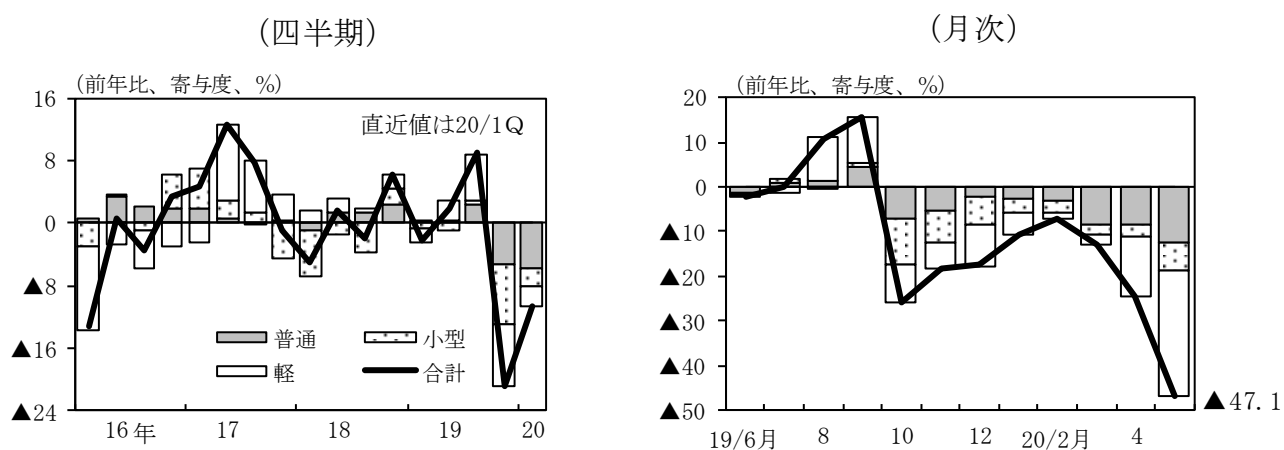 (四半期)
(前年比、寄与度、%)
16
8
0
▲8
▲16
▲24
直近値は20/1Q
普通
小型
軽
合計
16年
17
18
19
20
(月次)
(前年比、寄与度、%)
20
10
0
▲10
▲20
▲30
▲40
▲50
▲47.1
19/6月
8
10
12
20/2月
4